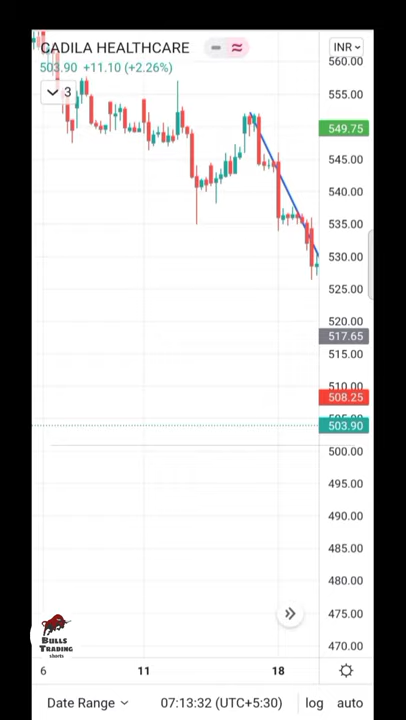 CADILA HEALTHCARE
INR
503.90 +11.10 (+2.26%)
3
560.00
555.00
549.75
545.00
540.00
535.00
530.00
525.00
520.00
517.65
515.00
510.00
508.25
503.90
500.00
495.00
490.00
485.00
480.00
475.00
470.00
BULLS
TRADING
shorts
6 11 18
Date Range 07:13:32 (UTC+5:30) log auto